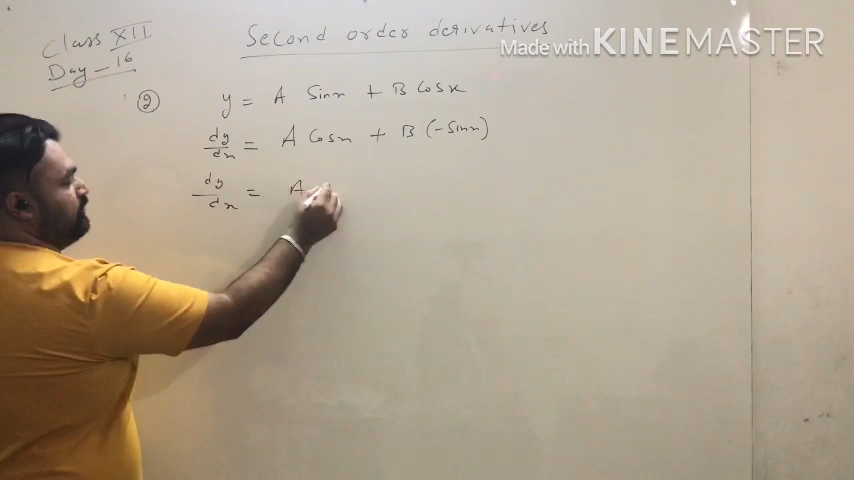 Class XII
Day - 16
Second order derivatives
Made with KINEMASTER
2 y = A Sinx + B Cosx
dy/dx = A Cosx + B (-Sinx)
dy/dx = A